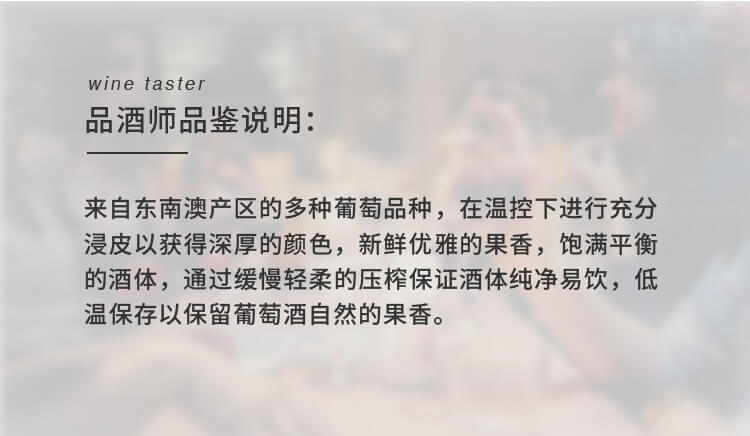 wine taster
品酒师品鉴说明：
来自东南澳产区的多种葡萄品种，在温控下进行充分
浸皮以获得深厚的颜色，新鲜优雅的果香，饱满平衡
的酒体，通过缓慢轻柔的压榨保证酒体纯净易饮，低
温保存以保留葡萄酒自然的果香。